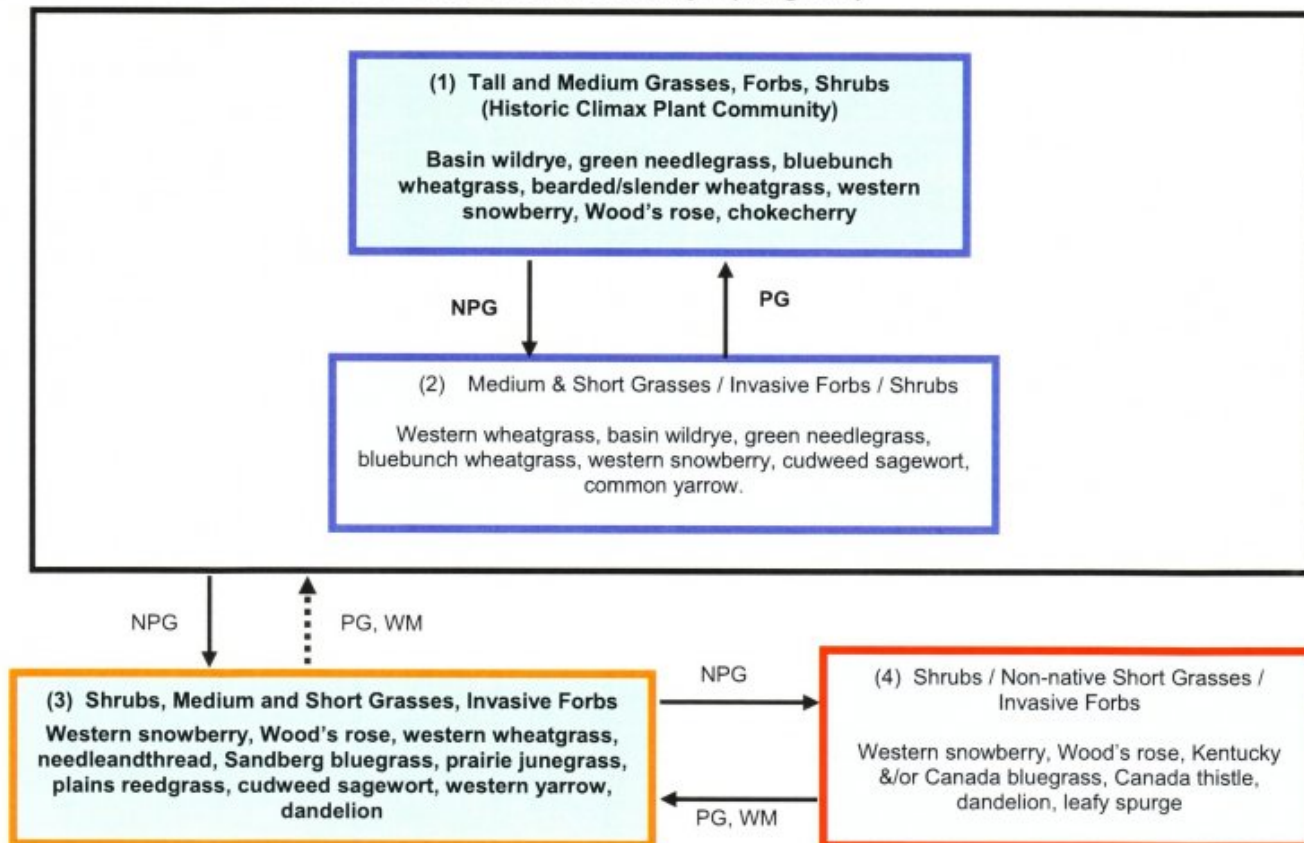 (1) Tall and Medium Grasses, Forbs, Shrubs
(Historic Climax Plant Community)
Basin wildrye, green needlegrass, bluebunch
wheatgrass, bearded/slender wheatgrass, western
snowberry, Wood's rose, chokecherry
NPG
PG
(2) Medium & Short Grasses / Invasive Forbs / Shrubs
Western wheatgrass, basin wildrye, green needlegrass,
bluebunch wheatgrass, western snowberry, cudweed sagewort,
common yarrow.
NPG
PG, WM
(3) Shrubs, Medium and Short Grasses, Invasive Forbs
Western snowberry, Wood's rose, western wheatgrass,
needleandthread, Sandberg bluegrass, prairie junegrass,
plains reedgrass, cudweed sagewort, western yarrow,
dandelion
NPG
PG, WM
(4) Shrubs / Non-native Short Grasses /
Invasive Forbs
Western snowberry, Wood's rose, Kentucky
&/or Canada bluegrass, Canada thistle,
dandelion, leafy spurge